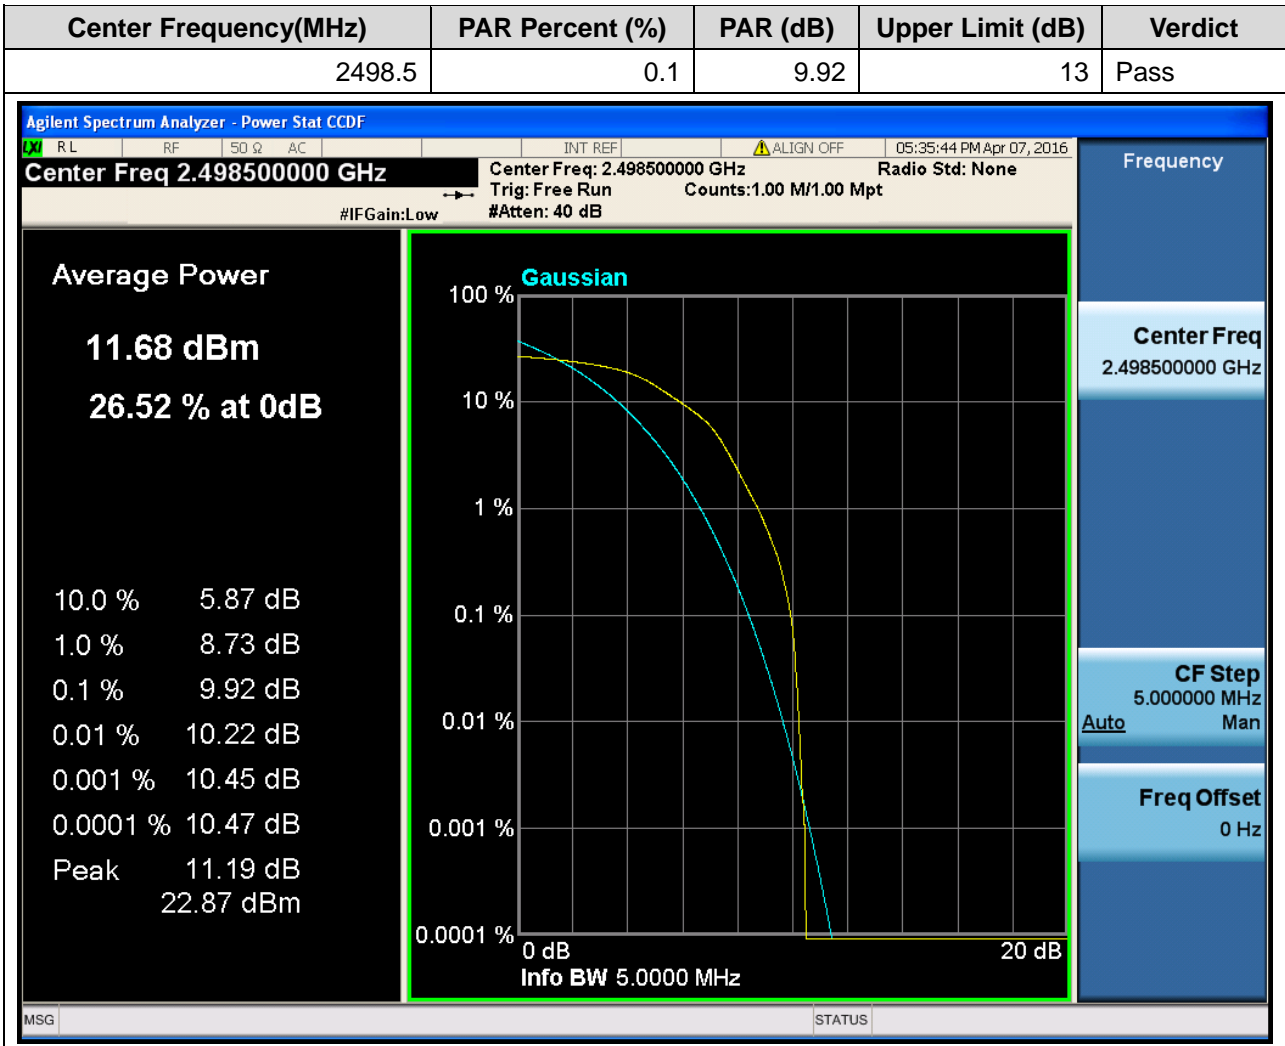 Center Frequency(MHz) PAR Percent (%) PAR (dB) Upper Limit (dB) Verdict
2498.5 0.1 9.92 13 Pass
Agilent Spectrum Analyzer - Power Stat CCDF
LXI RL RF 50 Ω AC INT REF ALIGN OFF 05:35:44 PM Apr 07, 2016
Center Freq 2.498500000 GHz
Center Freq: 2.498500000 GHz Radio Std: None
Trig: Free Run Counts:1.00 M/1.00 Mpt
#IFGain:Low #Atten: 40 dB
Average Power
11.68 dBm
26.52 % at 0dB
10.0 % 5.87 dB
1.0 % 8.73 dB
0.1 % 9.92 dB
0.01 % 10.22 dB
0.001 % 10.45 dB
0.0001 % 10.47 dB
Peak 11.19 dB
22.87 dBm
Gaussian
100 %
10 %
1 %
0.1 %
0.01 %
0.001 %
0.0001 %
0 dB 20 dB
Info BW 5.0000 MHz
Frequency
Center Freq
2.498500000 GHz
CF Step
5.000000 MHz
Auto Man
Freq Offset
0 Hz
MSG STATUS